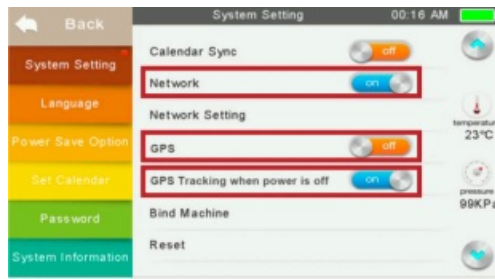 Back
System Setting
00:16 AM
System Setting
Language
Power Save Option
Set Calendar
Password
System Information
Calendar Sync
off
Network
on
Network Setting
GPS
off
GPS Tracking when power is off
on
Bind Machine
Reset
temperatur
23°C
pressure
99KPa